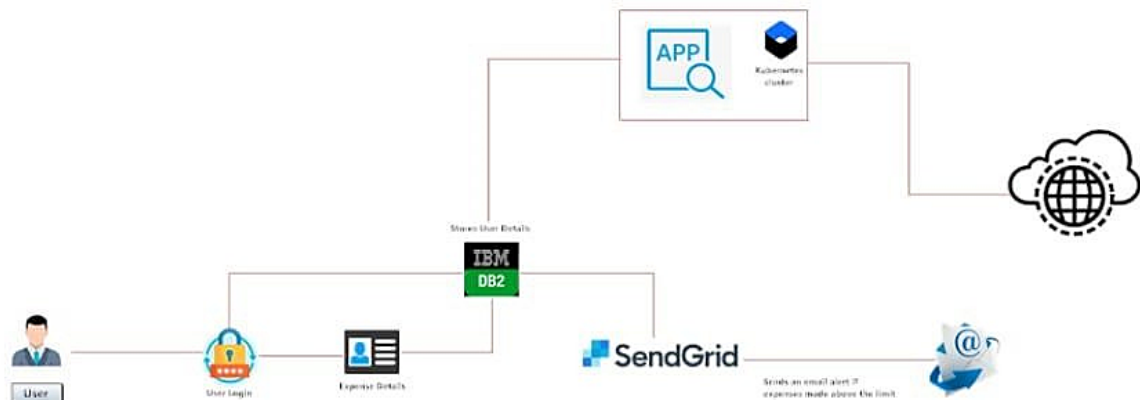 APP
Kubernetes
cluster
Stores User Details
IBM
DB2
SendGrid
@
User
User Login
Expense Details
Sends an email alert if
expenses made above the limit